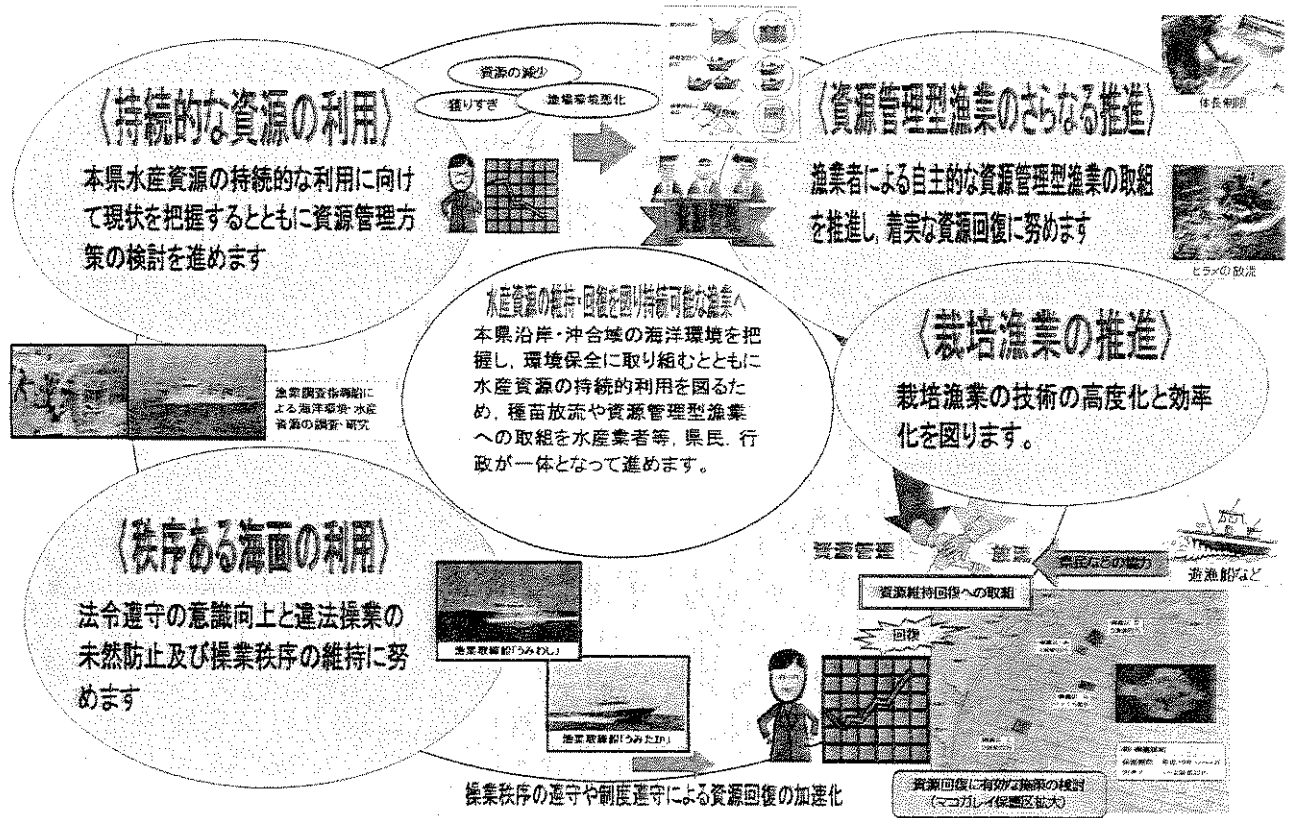 資源の減少
獲りすぎ
漁場環境悪化
〈持続的な資源の利用〉
本県水産資源の持続的な利用に向け
て現状を把握するとともに資源管理方
策の検討を進めます
資源管理
〈資源管理型漁業のさらなる推進〉
漁業者による自主的な資源管理型漁業の取組
を推進し，着実な資源回復に努めます
体長制限
ヒラメの放流
水産資源の維持・回復を図り持続可能な漁業へ
本県沿岸・沖合域の海洋環境を把
握し，環境保全に取り組むとともに
水産資源の持続的利用を図るた
め，種苗放流や資源管理型漁業
への取組を水産業者等，県民，行
政が一体となって進めます。
〈栽培漁業の推進〉
栽培漁業の技術の高度化と効率
化を図ります。
漁業調査指導船に
よる海洋環境・水産
資源の調査・研究
〈秩序ある海面の利用〉
法令遵守の意識向上と違法操業の
未然防止及び操業秩序の維持に努
めます
漁業取締船「うみわし」
漁業取締船「うみたか」
資源管理
放流
県民などの協力
遊漁船など
資源維持回復への取組
回復
操業秩序の遵守や制度遵守による資源回復の加速化
資源回復に有効な施策の検討
（マコガレイ保護区拡大）